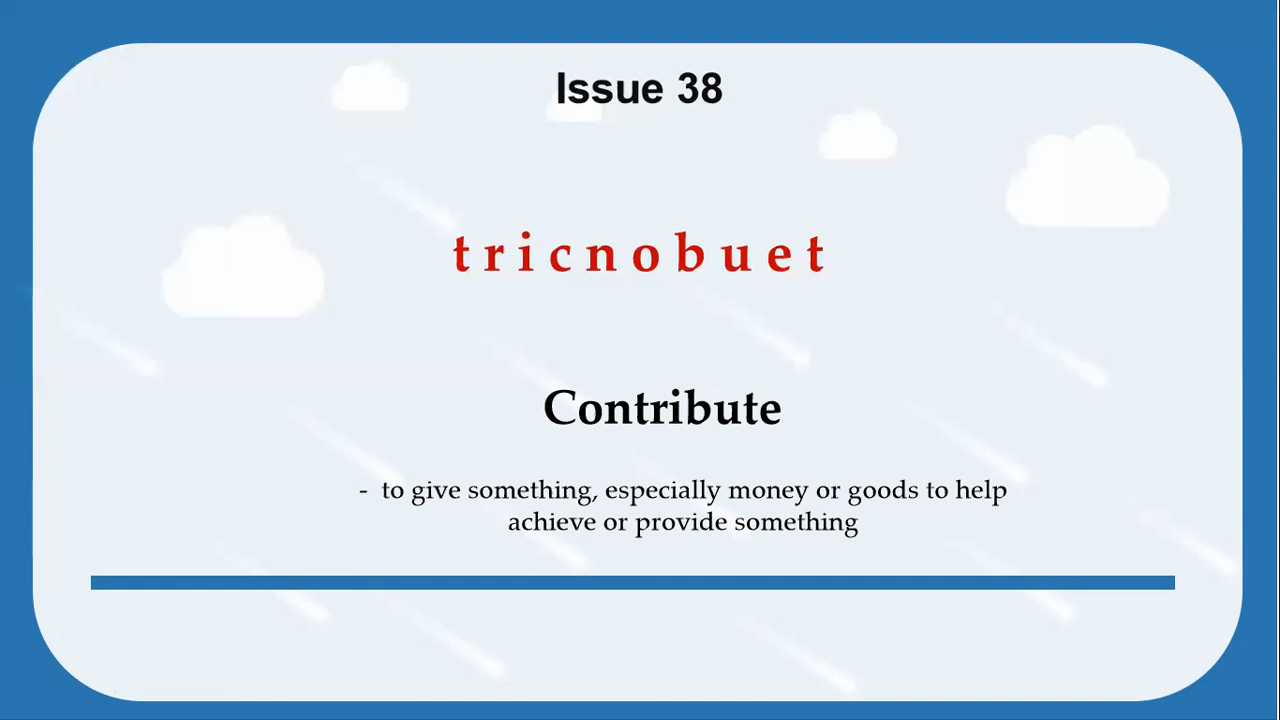 Issue 38
t r i c n o b u e t
Contribute
- to give something, especially money or goods to help
achieve or provide something